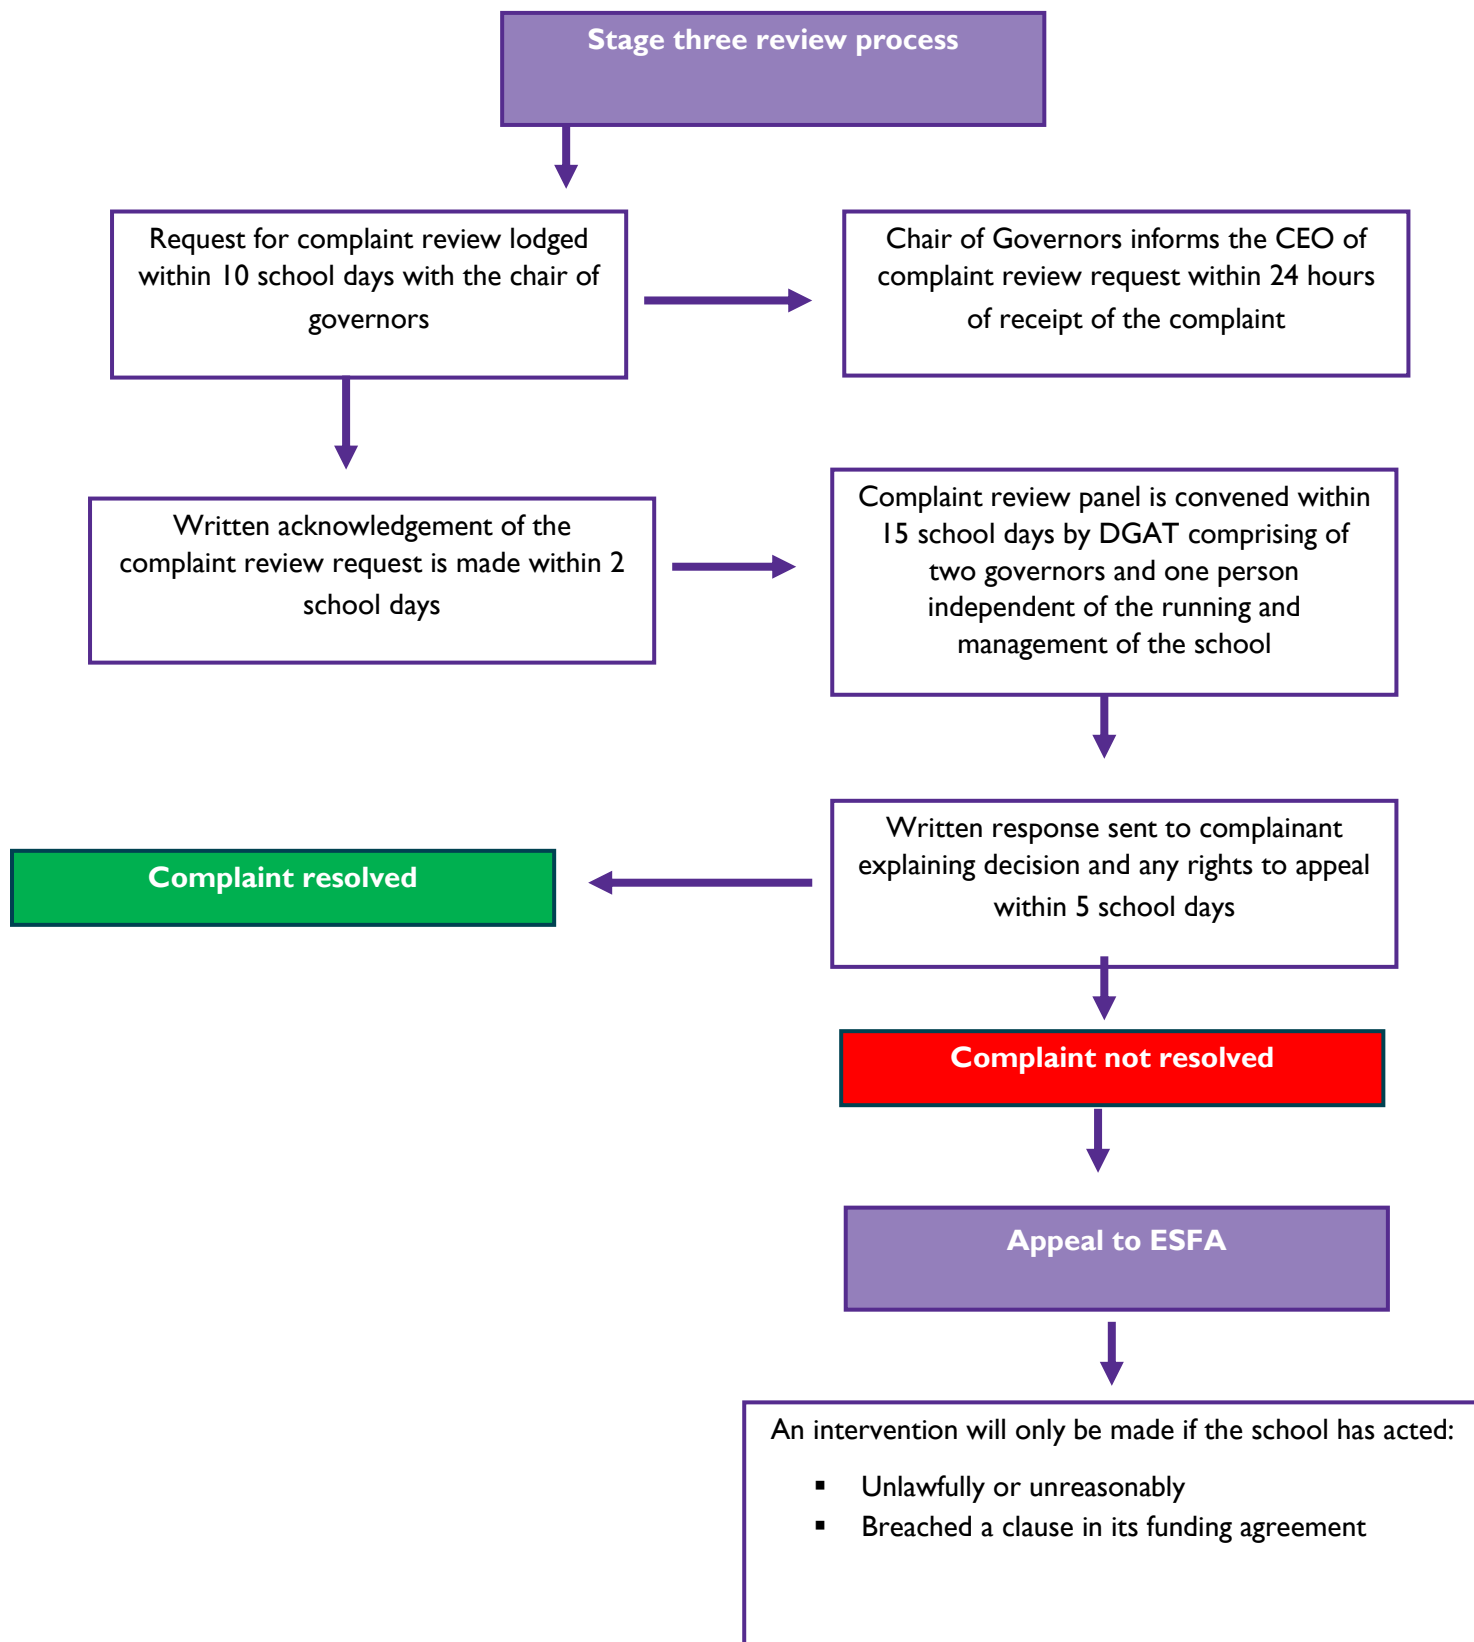 Stage three review process
Request for complaint review lodged
within 10 school days with the chair of
governors
Chair of Governors informs the CEO of
complaint review request within 24 hours
of receipt of the complaint
Written acknowledgement of the
complaint review request is made within 2
school days
Complaint review panel is convened within
15 school days by DGAT comprising of
two governors and one person
independent of the running and
management of the school
Written response sent to complainant
explaining decision and any rights to appeal
within 5 school days
Complaint resolved
Complaint not resolved
Appeal to ESFA
An intervention will only be made if the school has acted:
▪ Unlawfully or unreasonably
▪ Breached a clause in its funding agreement